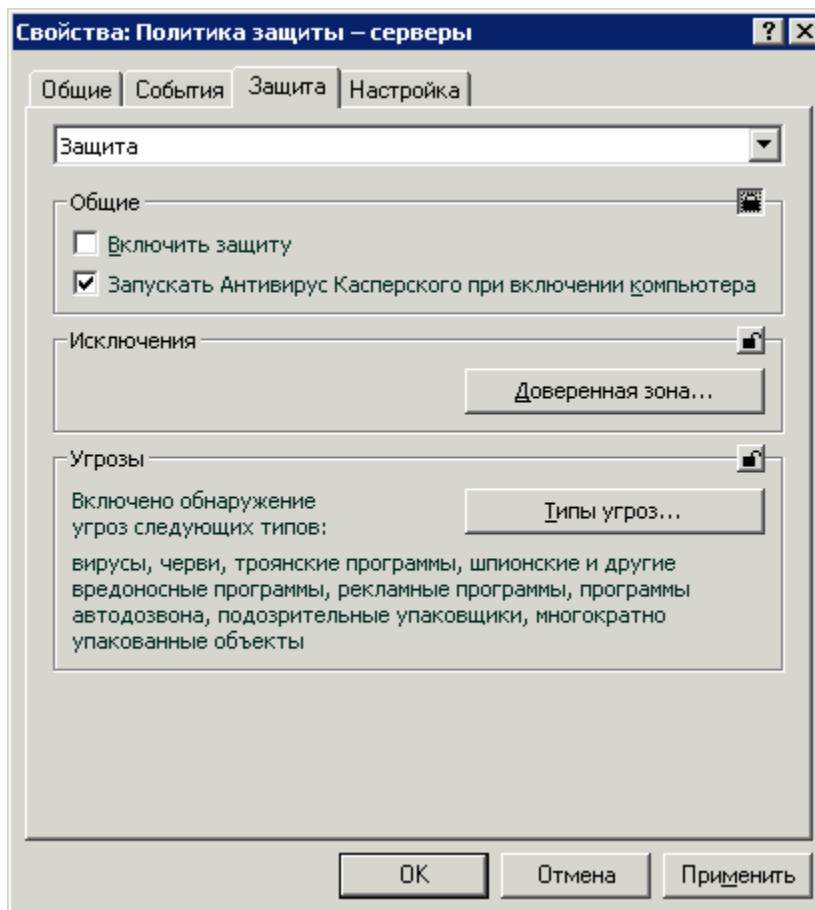 Свойства: Политика защиты – серверы
Общие События Защита Настройка
Защита
Общие
Включить защиту
Запускать Антивирус Касперского при включении компьютера
Исключения
Доверенная зона...
Угрозы
Включено обнаружение
угроз следующих типов:
Типы угроз...
вирусы, черви, троянские программы, шпионские и другие
вредоносные программы, рекламные программы, программы
автодозвона, подозрительные упаковщики, многократно
упакованные объекты
OK Отмена Применить